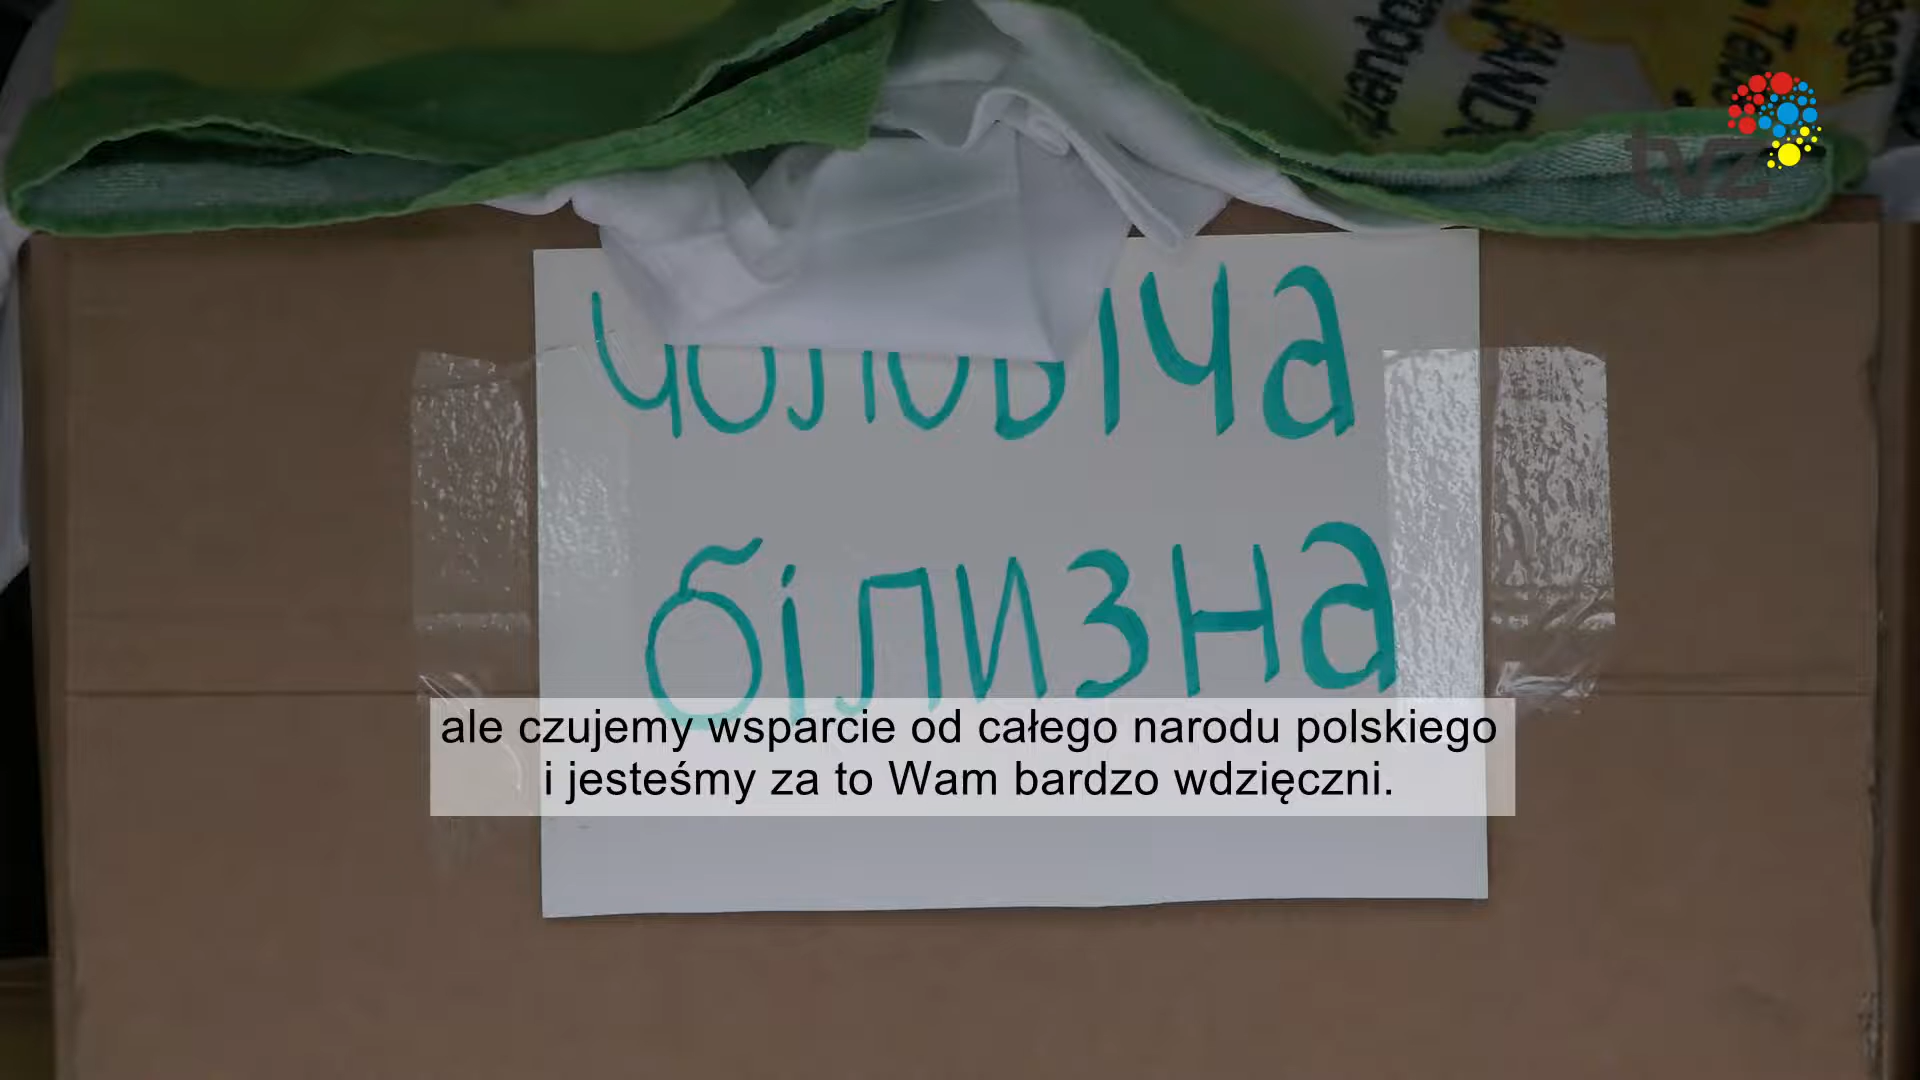 tvz
чоловіча
білизна
ale czujemy wsparcie od całego narodu polskiego
i jesteśmy za to Wam bardzo wdzięczni.